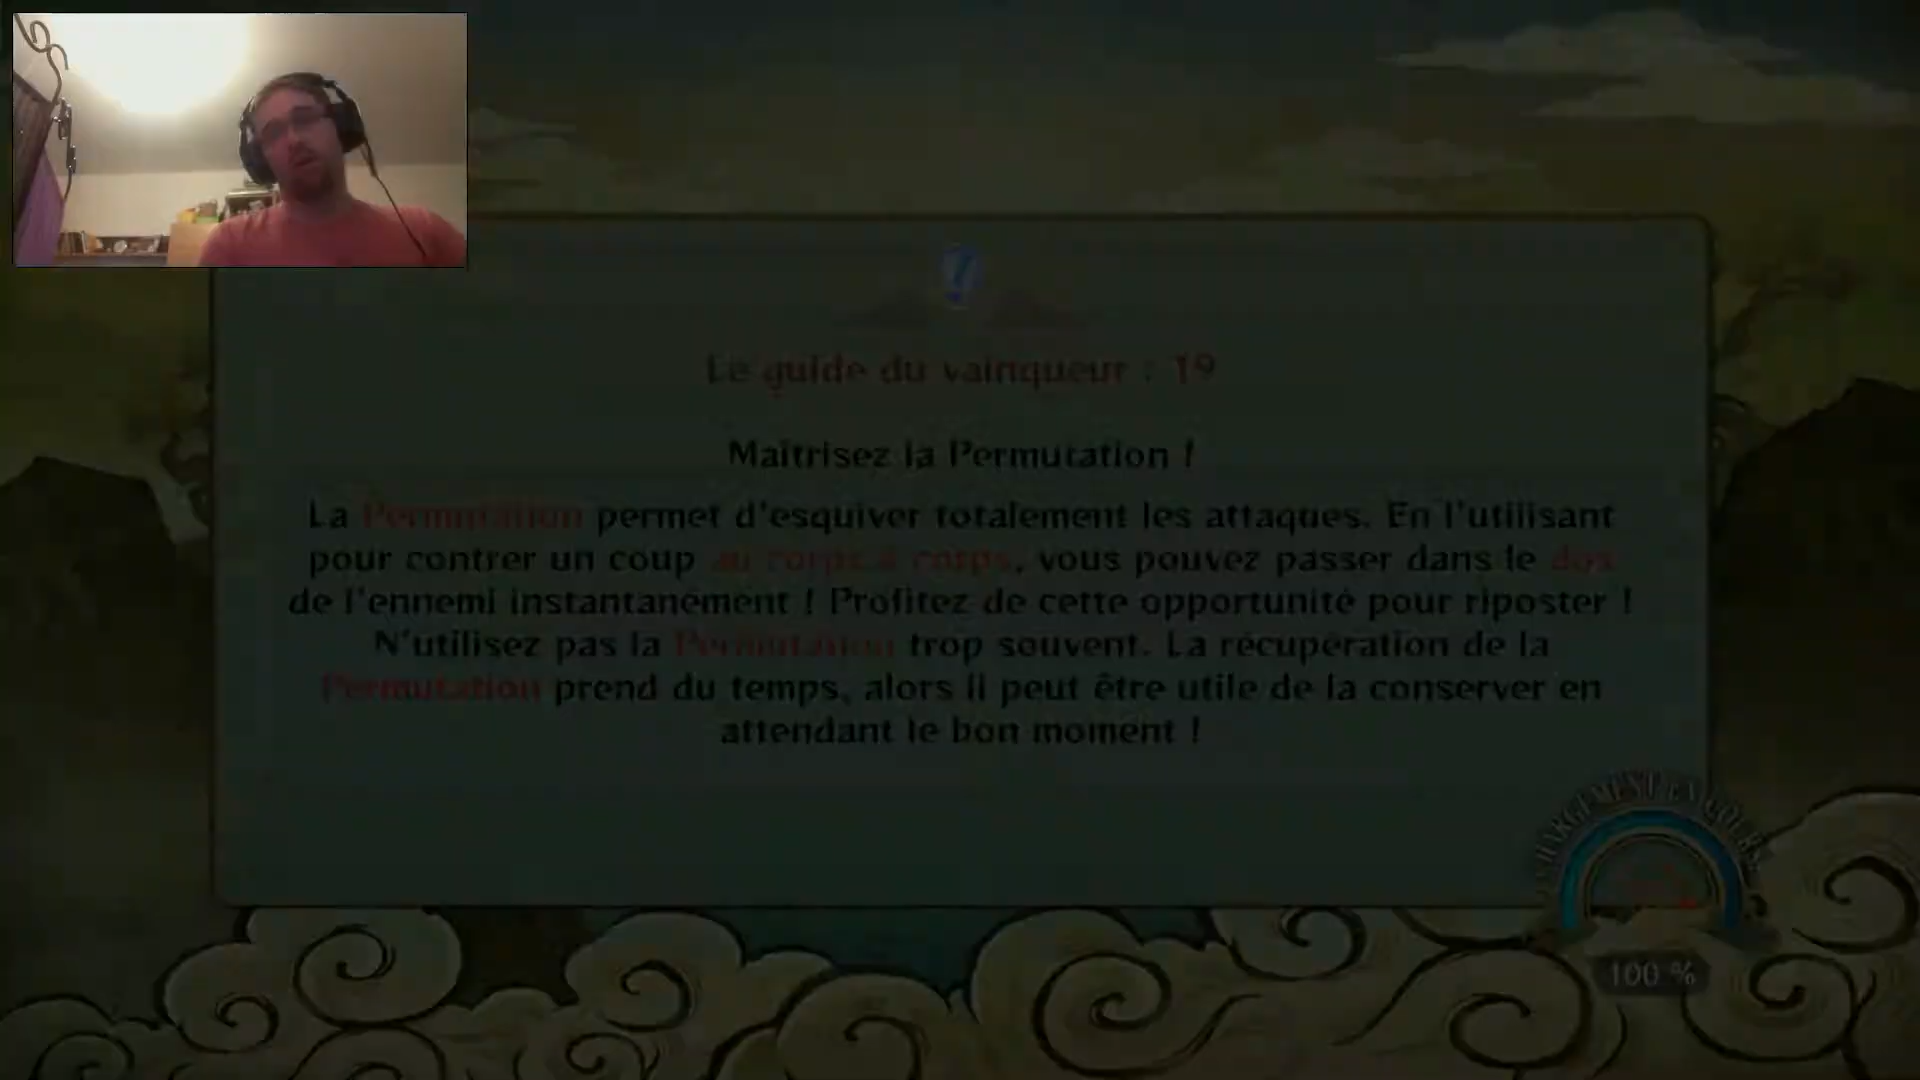 Le guide du vainqueur : 19
Maîtrisez la Permutation !
La Permutation permet d'esquiver totalement les attaques. En l'utilisant
pour contrer un coup au corps à corps, vous pouvez passer dans le dos
de l'ennemi instantanément ! Profitez de cette opportunité pour riposter !
N'utilisez pas la Permutation trop souvent. La récupération de la
Permutation prend du temps, alors il peut être utile de la conserver en
attendant le bon moment !
CHARGEMENT EN COURS
100 %